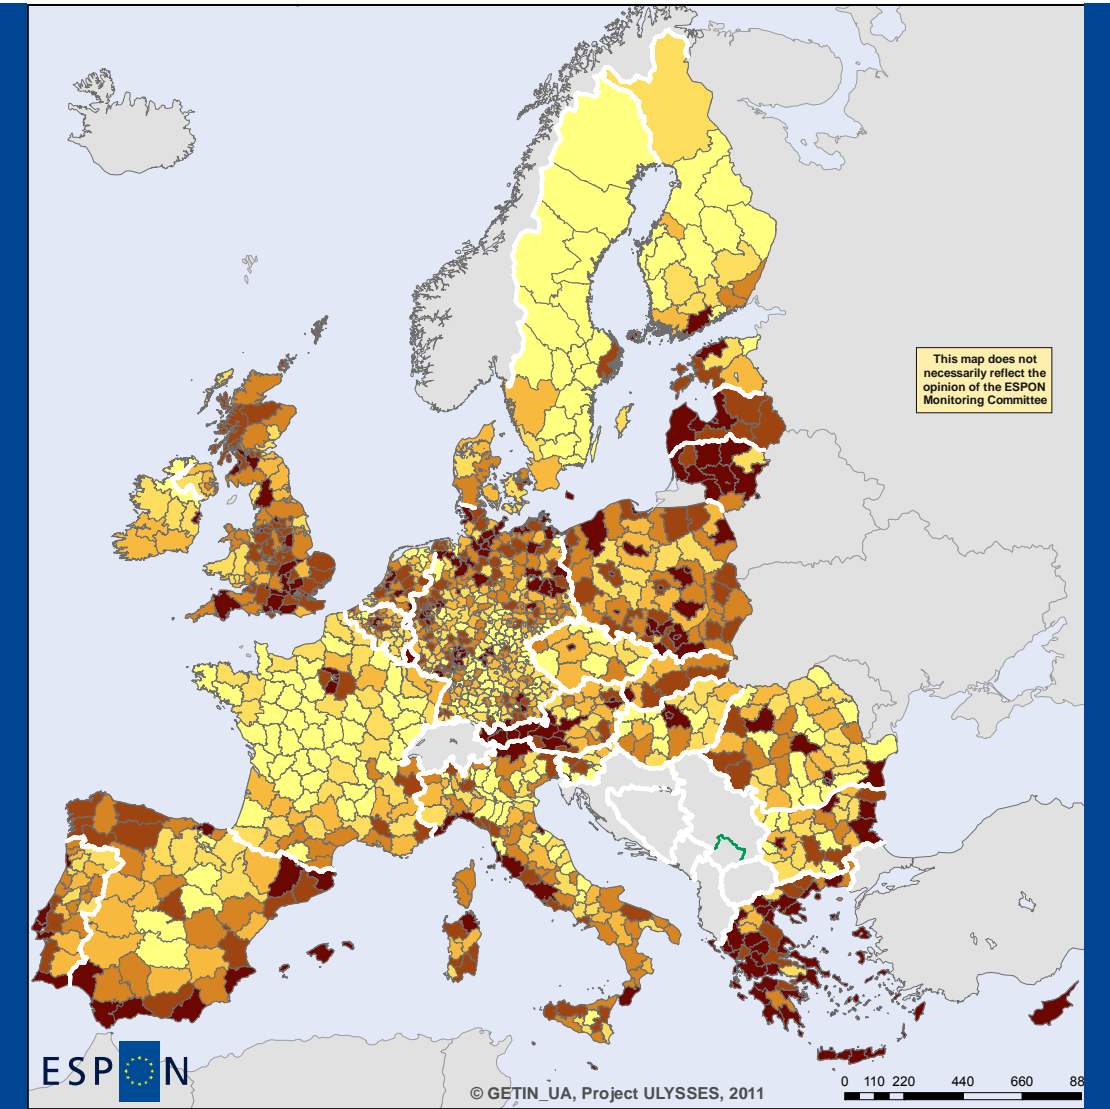 This map does not
necessarily reflect the
opinion of the ESPON
Monitoring Committee
ESPON
© GETIN_UA, Project ULYSSES, 2011
0 110 220 440 660 88